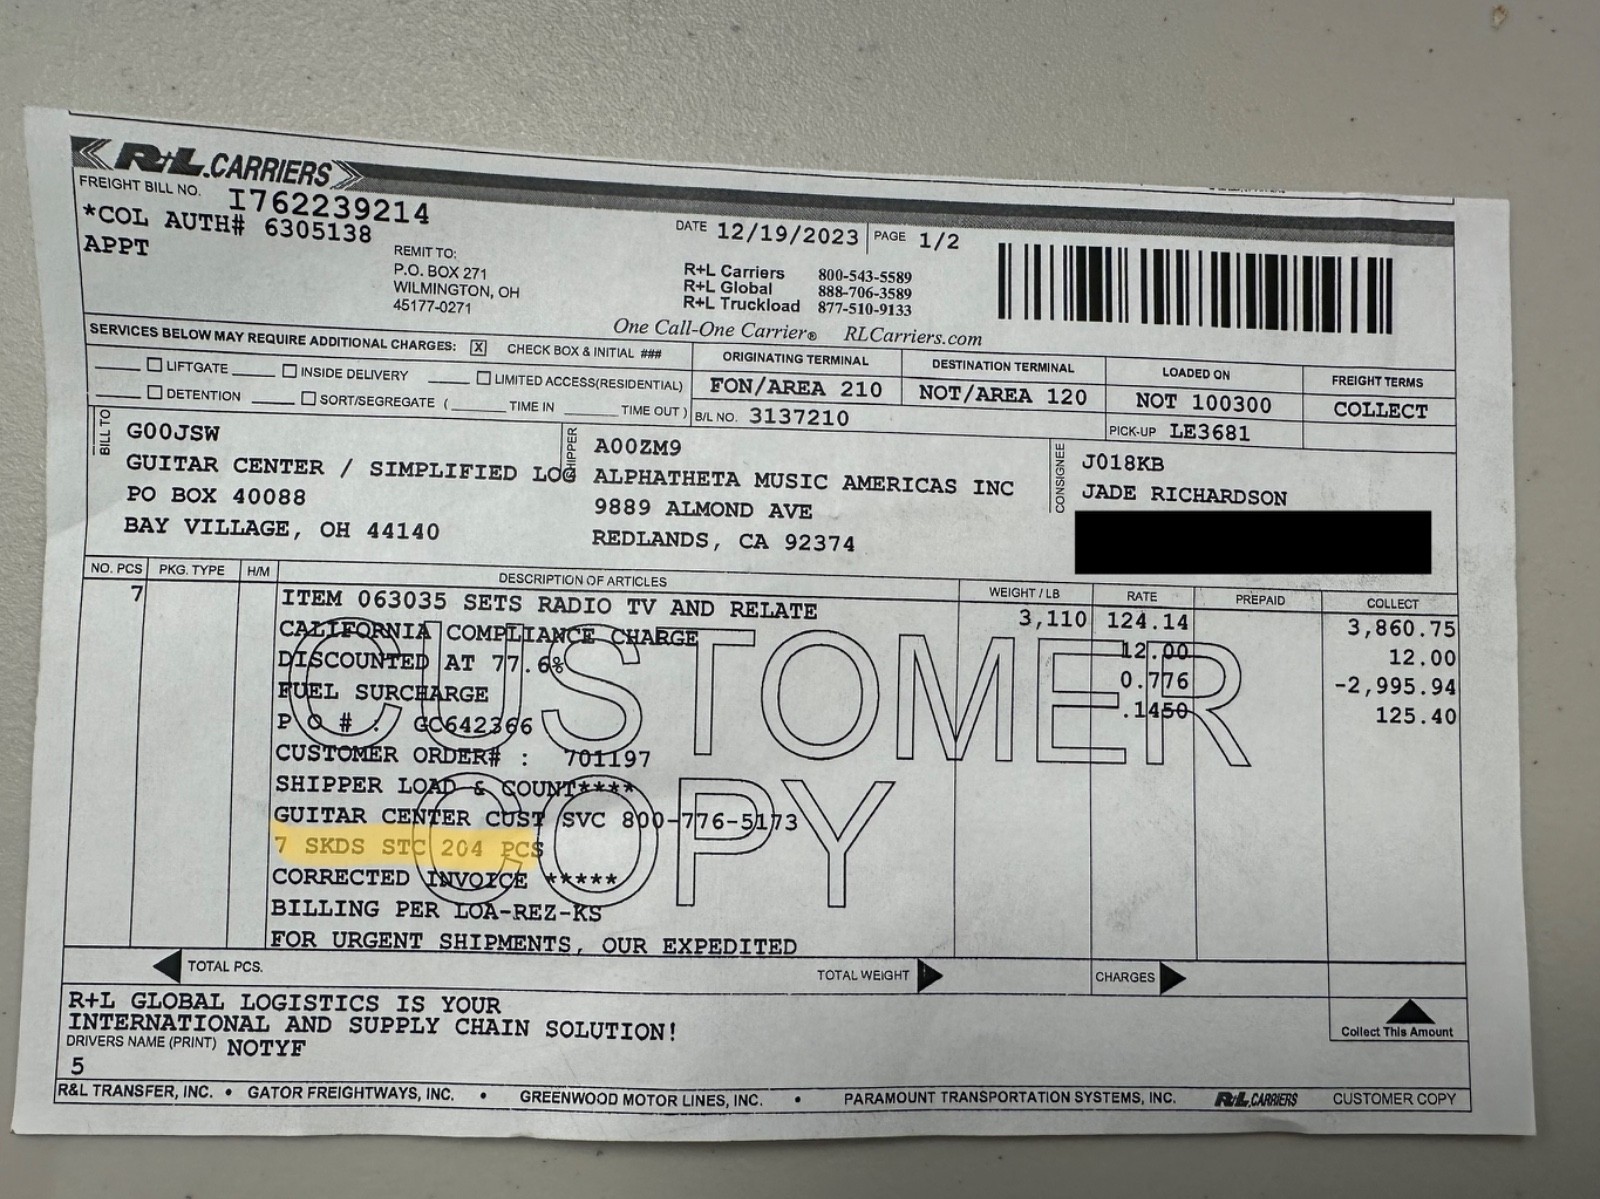 R+L CARRIERS
FREIGHT BILL NO. I762239214
*COL AUTH# 6305138
APPT
REMIT TO:
P.O. BOX 271
WILMINGTON, OH
45177-0271
DATE 12/19/2023 PAGE 1/2
R+L Carriers 800-543-5589
R+L Global 888-706-3589
R+L Truckload 877-510-9133
One Call-One Carrier® RLCarriers.com
SERVICES BELOW MAY REQUIRE ADDITIONAL CHARGES: X CHECK BOX & INITIAL ###
LIFTGATE INSIDE DELIVERY LIMITED ACCESS(RESIDENTIAL)
DETENTION SORT/SEGREGATE ( TIME IN TIME OUT )
ORIGINATING TERMINAL
FON/AREA 210
DESTINATION TERMINAL
NOT/AREA 120
LOADED ON
NOT 100300
FREIGHT TERMS
COLLECT
B/L NO. 3137210
PICK-UP LE3681
BILL TO
G00JSW
GUITAR CENTER / SIMPLIFIED LOG
PO BOX 40088
BAY VILLAGE, OH 44140
SHIPPER
A00ZM9
ALPHATHETA MUSIC AMERICAS INC
9889 ALMOND AVE
REDLANDS, CA 92374
CONSIGNEE
J018KB
JADE RICHARDSON
NO. PCS PKG. TYPE H/M DESCRIPTION OF ARTICLES WEIGHT / LB RATE PREPAID COLLECT
7 ITEM 063035 SETS RADIO TV AND RELATE 3,110 124.14 3,860.75
CALIFORNIA COMPLIANCE CHARGE 12.00 12.00
DISCOUNTED AT 77.6% 0.776 -2,995.94
FUEL SURCHARGE .1450 125.40
P O # : GC642366
CUSTOMER ORDER# : 701197
SHIPPER LOAD & COUNT****
GUITAR CENTER CUST SVC 800-776-5173
7 SKDS STC 204 PCS
CORRECTED INVOICE *****
BILLING PER LOA-REZ-KS
FOR URGENT SHIPMENTS, OUR EXPEDITED
CUSTOMER
COPY
TOTAL PCS. TOTAL WEIGHT CHARGES
R+L GLOBAL LOGISTICS IS YOUR
INTERNATIONAL AND SUPPLY CHAIN SOLUTION!
Collect This Amount
DRIVERS NAME (PRINT) NOTYF
5
R&L TRANSFER, INC. • GATOR FREIGHTWAYS, INC. • GREENWOOD MOTOR LINES, INC. • PARAMOUNT TRANSPORTATION SYSTEMS, INC. R+L CARRIERS CUSTOMER COPY